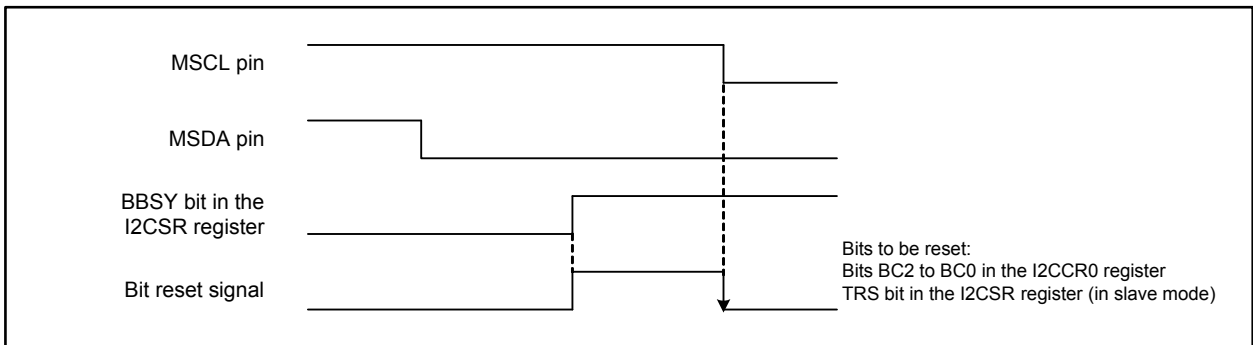 MSCL pin
MSDA pin
BBSY bit in the
I2CSR register
Bit reset signal
Bits to be reset:
Bits BC2 to BC0 in the I2CCR0 register
TRS bit in the I2CSR register (in slave mode)